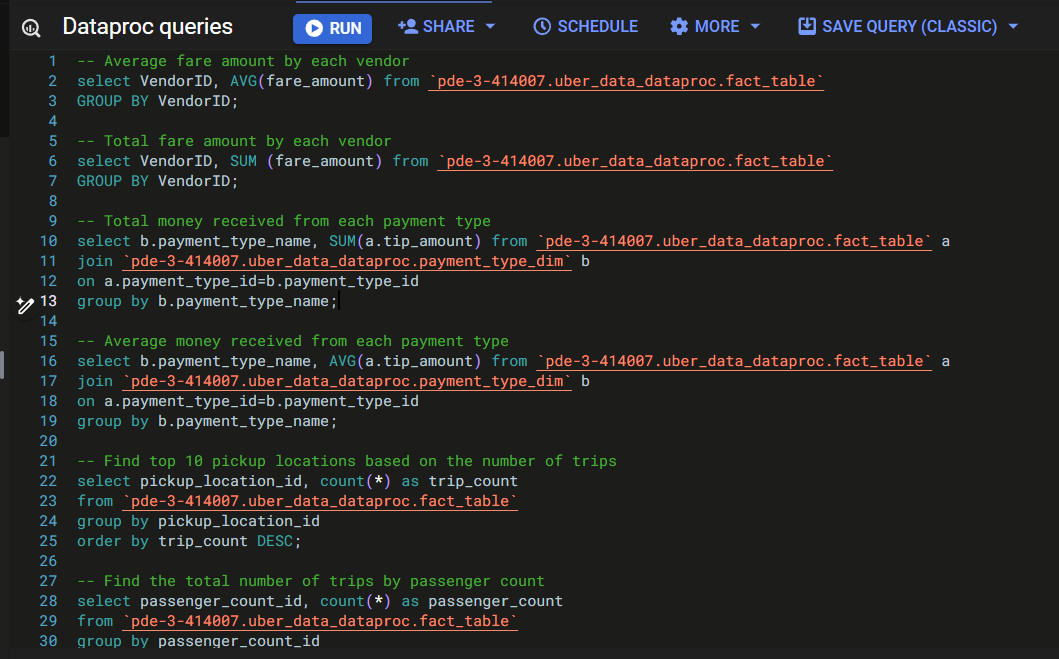 Dataproc queries RUN SHARE SCHEDULE MORE SAVE QUERY (CLASSIC)
1 -- Average fare amount by each vendor
2 select VendorID, AVG(fare_amount) from `pde-3-414007.uber_data_dataproc.fact_table`
3 GROUP BY VendorID;
4
5 -- Total fare amount by each vendor
6 select VendorID, SUM (fare_amount) from `pde-3-414007.uber_data_dataproc.fact_table`
7 GROUP BY VendorID;
8
9 -- Total money received from each payment type
10 select b.payment_type_name, SUM(a.tip_amount) from `pde-3-414007.uber_data_dataproc.fact_table` a
11 join `pde-3-414007.uber_data_dataproc.payment_type_dim` b
12 on a.payment_type_id=b.payment_type_id
13 group by b.payment_type_name;
14
15 -- Average money received from each payment type
16 select b.payment_type_name, AVG(a.tip_amount) from `pde-3-414007.uber_data_dataproc.fact_table` a
17 join `pde-3-414007.uber_data_dataproc.payment_type_dim` b
18 on a.payment_type_id=b.payment_type_id
19 group by b.payment_type_name;
20
21 -- Find top 10 pickup locations based on the number of trips
22 select pickup_location_id, count(*) as trip_count
23 from `pde-3-414007.uber_data_dataproc.fact_table`
24 group by pickup_location_id
25 order by trip_count DESC;
26
27 -- Find the total number of trips by passenger count
28 select passenger_count_id, count(*) as passenger_count
29 from `pde-3-414007.uber_data_dataproc.fact_table`
30 group by passenger_count_id